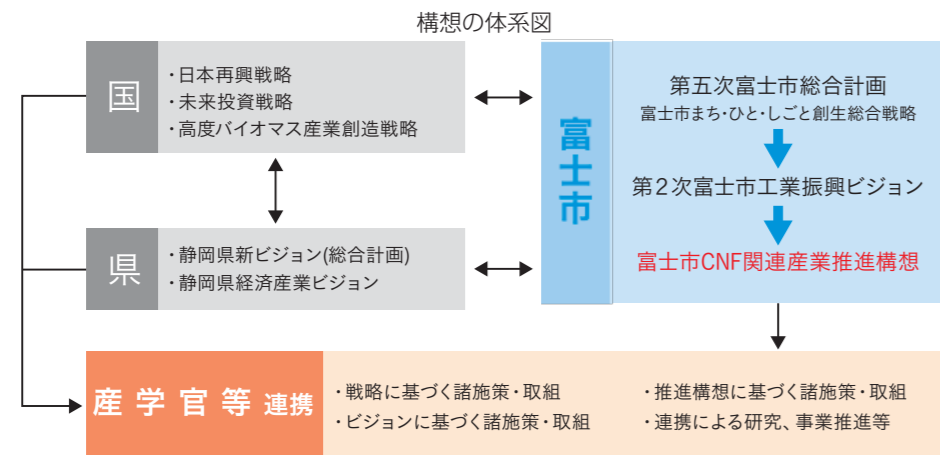 構想の体系図
国
・日本再興戦略
・未来投資戦略
・高度バイオマス産業創造戦略
県
・静岡県新ビジョン(総合計画)
・静岡県経済産業ビジョン
富士市
第五次富士市総合計画
富士市まち・ひと・しごと創生総合戦略
第２次富士市工業振興ビジョン
富士市CNF関連産業推進構想
産学官等連携
・戦略に基づく諸施策・取組
・ビジョンに基づく諸施策・取組
・推進構想に基づく諸施策・取組
・連携による研究、事業推進等